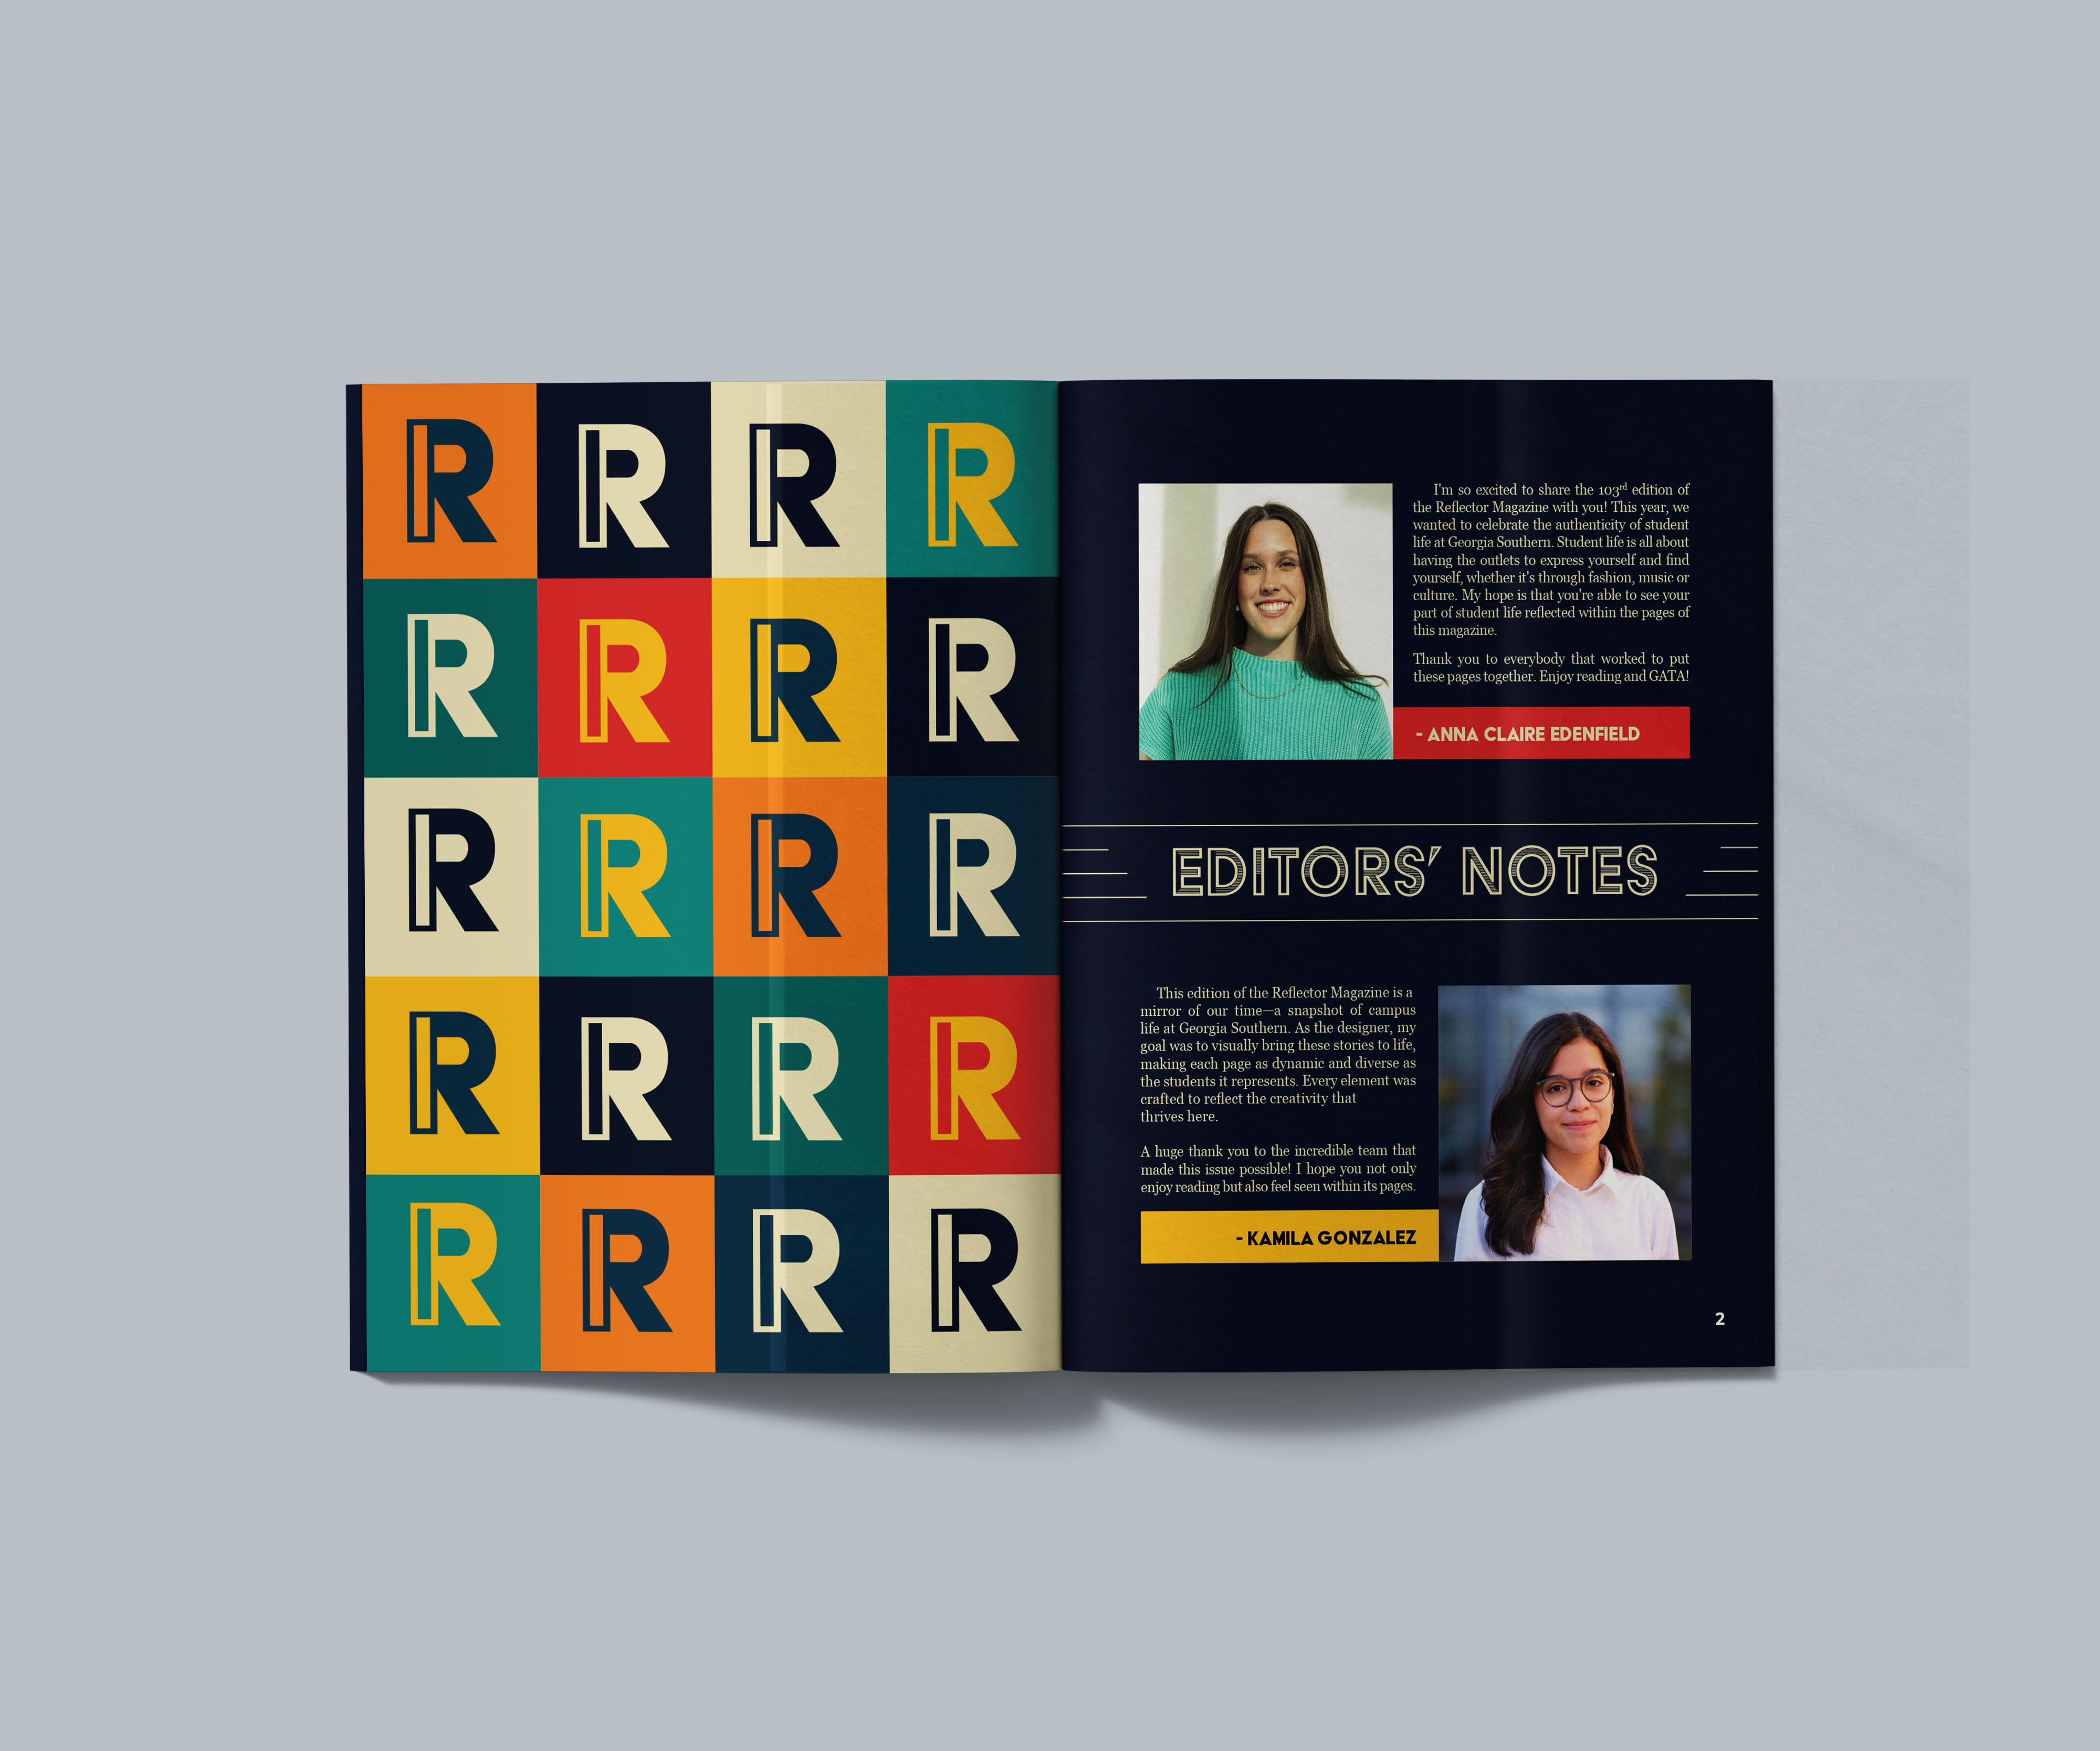 R R R R
R R R R
R R R R
R R R R
R R R R
I'm so excited to share the 103rd edition of
the Reflector Magazine with you! This year, we
wanted to celebrate the authenticity of student
life at Georgia Southern. Student life is all about
having the outlets to express yourself and find
yourself, whether it's through fashion, music or
culture. My hope is that you're able to see your
part of student life reflected within the pages of
this magazine.
Thank you to everybody that worked to put
these pages together. Enjoy reading and GATA!
- ANNA CLAIRE EDENFIELD
EDITORS' NOTES
This edition of the Reflector Magazine is a
mirror of our time—a snapshot of campus
life at Georgia Southern. As the designer, my
goal was to visually bring these stories to life,
making each page as dynamic and diverse as
the students it represents. Every element was
crafted to reflect the creativity that
thrives here.
A huge thank you to the incredible team that
made this issue possible! I hope you not only
enjoy reading but also feel seen within its pages.
- KAMILA GONZALEZ
2